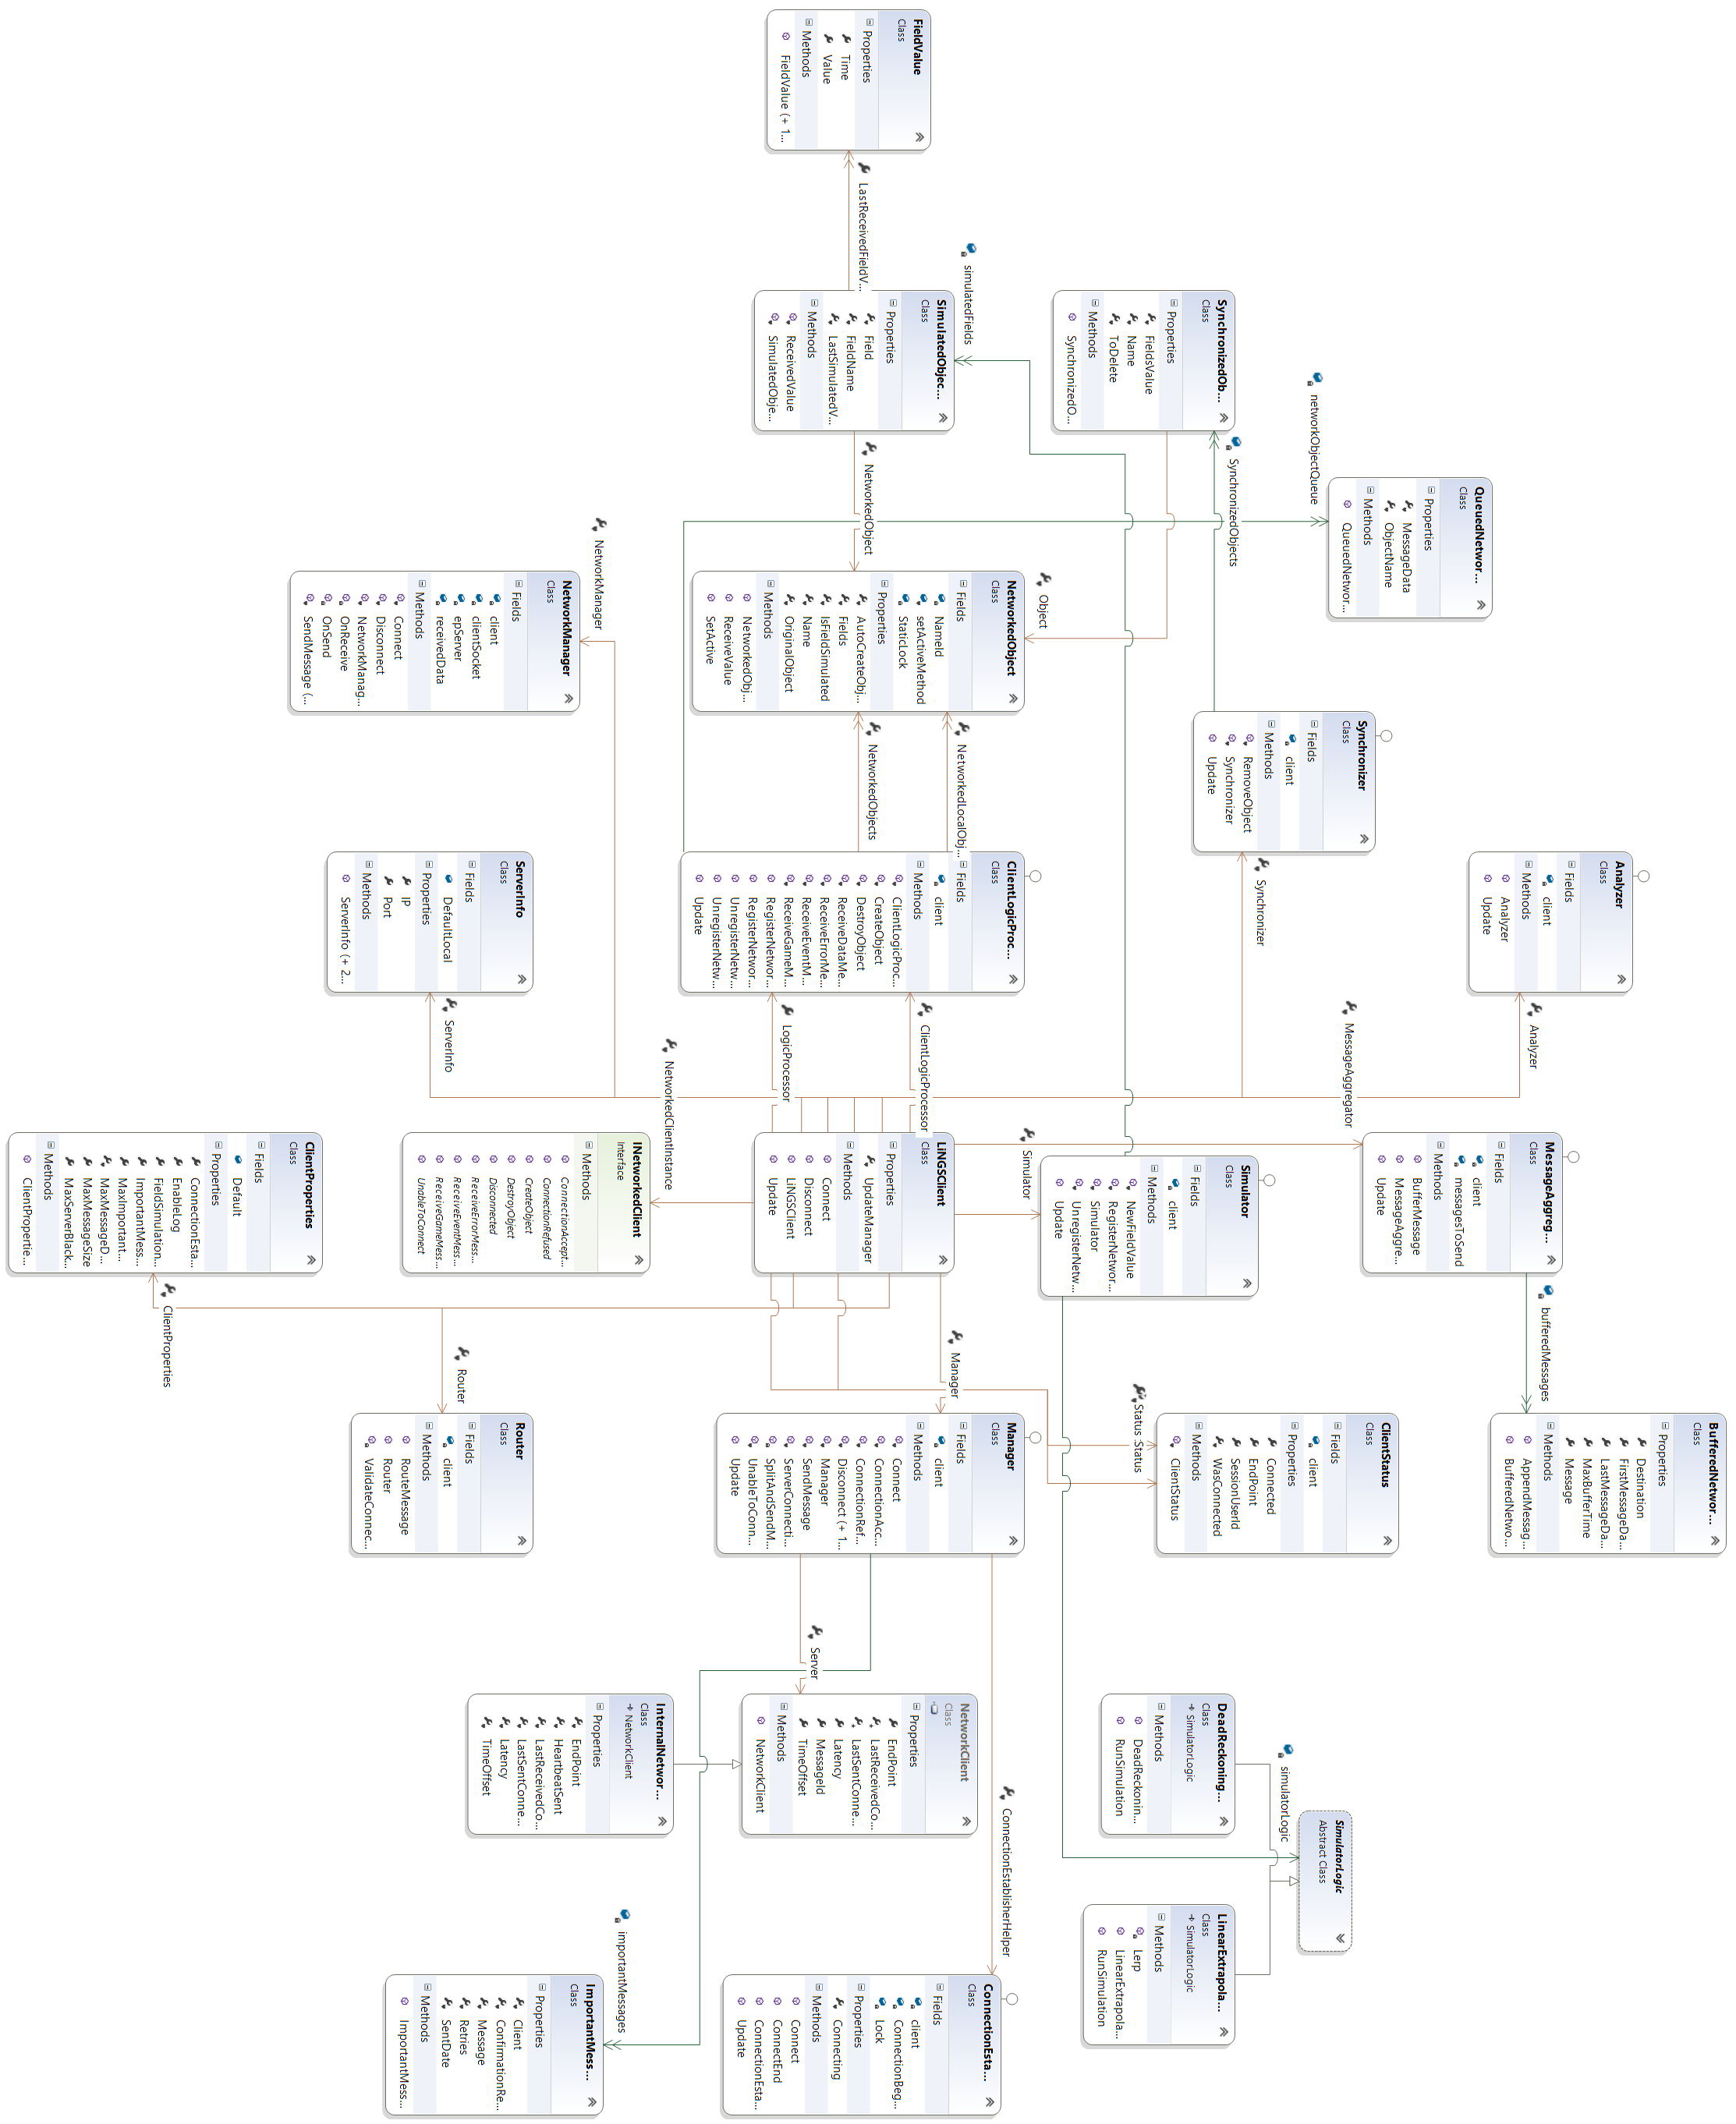 FieldValue
Class
Properties
Time
Value
Methods
FieldValue (+ 1...
LastReceivedFieldV...
simulatedFields
SimulatedObjec...
Class
Properties
Field
FieldName
LastSimulatedV...
Methods
ReceivedValue
SimulatedObje...
SynchronizedOb...
Class
Properties
FieldsValue
Name
ToDelete
Methods
SynchronizedO...
networkObjectQueue
SynchronizedObjects
NetworkedObject
QueuedNetwor...
Class
Properties
MessageData
ObjectName
Methods
QueuedNetwor...
NetworkManager
Object
NetworkManager
Class
Fields
client
clientSocket
epServer
receivedData
Methods
Connect
Disconnect
NetworkManag...
OnReceive
OnSend
SendMessage (...
NetworkedObject
Class
Fields
NameId
setActiveMethod
StaticLock
Properties
AutoCreateObj...
Fields
IsFieldSimulated
Name
OriginalObject
Methods
NetworkedObj...
ReceiveValue
SetActive
NetworkedObjects
NetworkedLocalObj...
Synchronizer
Class
Fields
client
Methods
RemoveObject
Synchronizer
Update
ServerInfo
Class
Fields
DefaultLocal
Properties
IP
Port
Methods
ServerInfo (+ 2...
ClientLogicProc...
Class
Fields
client
Methods
ClientLogicProc...
CreateObject
DestroyObject
ReceiveDataMe...
ReceiveErrorMe...
ReceiveEventM...
ReceiveGameM...
RegisterNetwor...
RegisterNetwor...
UnregisterNetw...
UnregisterNetw...
Update
Synchronizer
Analyzer
Class
Fields
client
Methods
Analyzer
Update
ServerInfo
NetworkedClientInstance
LogicProcessor
ClientLogicProcessor
Simulator
MessageAggregator
Analyzer
ClientProperties
Class
Fields
Default
Properties
ConnectionEsta...
EnableLog
FieldSimulation...
ImportantMess...
MaxImportant...
MaxMessageD...
MaxMessageSize
MaxServerBlack...
Methods
ClientPropertie...
INetworkedClient
Interface
Methods
ConnectionAccept...
ConnectionRefused
CreateObject
DestroyObject
Disconnected
ReceiveErrorMess...
ReceiveEventMess...
ReceiveGameMess...
UnableToConnect
LiNGSClient
Class
Properties
UpdateManager
Methods
Connect
Disconnect
LiNGSClient
Update
Simulator
Class
Fields
client
Methods
NewFieldValue
RegisterNetwor...
Simulator
UnregisterNetw...
Update
MessageAggreg...
Class
Fields
client
messagesToSend
Methods
BufferMessage
MessageAggre...
Update
ClientProperties
Router
Manager
Status
Status
bufferedMessages
Router
Class
Fields
client
Methods
RouteMessage
Router
ValidateConnec...
Manager
Class
Fields
client
Methods
Connect
ConnectionAcc...
ConnectionRef...
Disconnect (+ 1...
Manager
SendMessage
ServerConnecti...
SplitAndSendM...
UnableToConn...
Update
ClientStatus
Class
Fields
client
Properties
Connected
EndPoint
SessionUserId
WasConnected
Methods
ClientStatus
BufferedNetwor...
Class
Properties
Destination
FirstMessageDa...
LastMessageDa...
MaxBufferTime
Message
Methods
AppendMessag...
BufferedNetwo...
Server
InternalNetwor...
Class
NetworkClient
Properties
EndPoint
HeartbeatSent
LastReceivedCo...
LastSentConne...
Latency
TimeOffset
NetworkClient
Class
Properties
EndPoint
LastReceivedCo...
LastSentConne...
Latency
MessageId
TimeOffset
Methods
NetworkClient
DeadReckoning...
Class
SimulatorLogic
Methods
DeadReckonin...
RunSimulation
simulatorLogic
SimulatorLogic
Abstract Class
ConnectionEstablisherHelper
importantMessages
LinearExtrapola...
Class
SimulatorLogic
Methods
Lerp
LinearExtrapola...
RunSimulation
ImportantMess...
Class
Properties
Client
ConfirmationRe...
Message
Retries
SentDate
Methods
ImportantMess...
ConnectionEsta...
Class
Fields
client
ConnectionBeg...
Lock
Properties
Connecting
Methods
Connect
ConnectEnd
ConnectionEsta...
Update